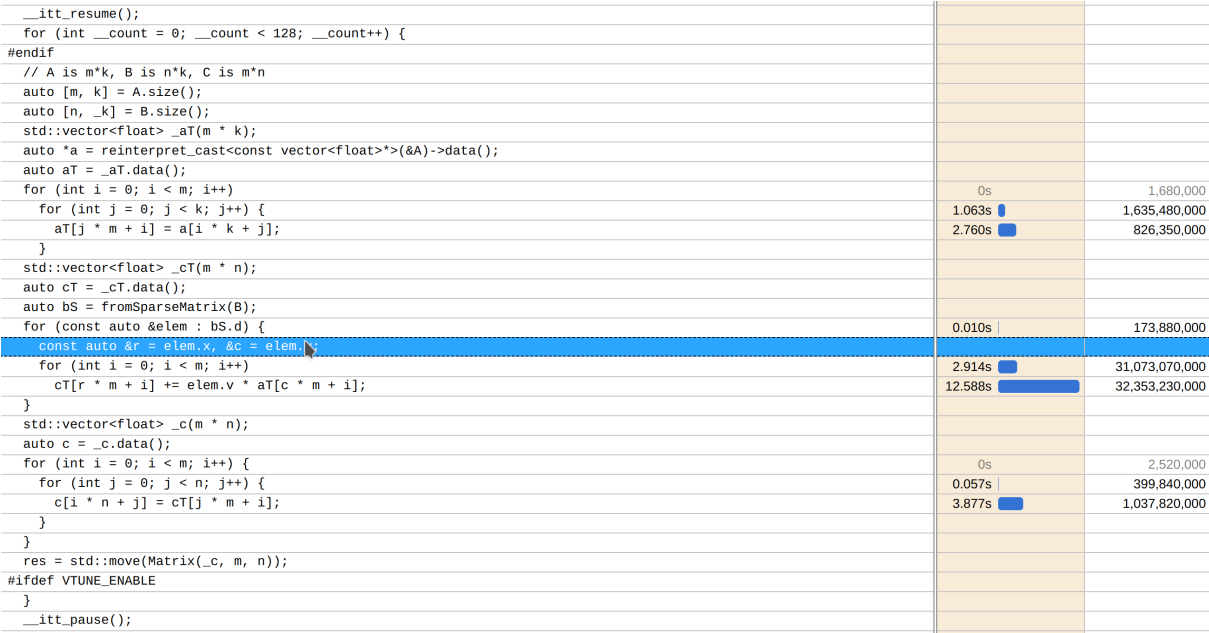 __itt_resume();
for (int __count = 0; __count < 128; __count++) {
#endif
// A is m*k, B is n*k, C is m*n
auto [m, k] = A.size();
auto [n, _k] = B.size();
std::vector<float> _aT(m * k);
auto *a = reinterpret_cast<const vector<float>*>(&A)->data();
auto aT = _aT.data();
for (int i = 0; i < m; i++) 0s 1,680,000
for (int j = 0; j < k; j++) { 1.063s 1,635,480,000
aT[j * m + i] = a[i * k + j]; 2.760s 826,350,000
}
std::vector<float> _cT(m * n);
auto cT = _cT.data();
auto bS = fromSparseMatrix(B);
for (const auto &elem : bS.d) { 0.010s 173,880,000
const auto &r = elem.x, &c = elem. ;
for (int i = 0; i < m; i++) 2.914s 31,073,070,000
cT[r * m + i] += elem.v * aT[c * m + i]; 12.588s 32,353,230,000
}
std::vector<float> _c(m * n);
auto c = _c.data();
for (int i = 0; i < m; i++) { 0s 2,520,000
for (int j = 0; j < n; j++) { 0.057s 399,840,000
c[i * n + j] = cT[j * m + i]; 3.877s 1,037,820,000
}
}
res = std::move(Matrix(_c, m, n));
#ifdef VTUNE_ENABLE
}
__itt_pause();